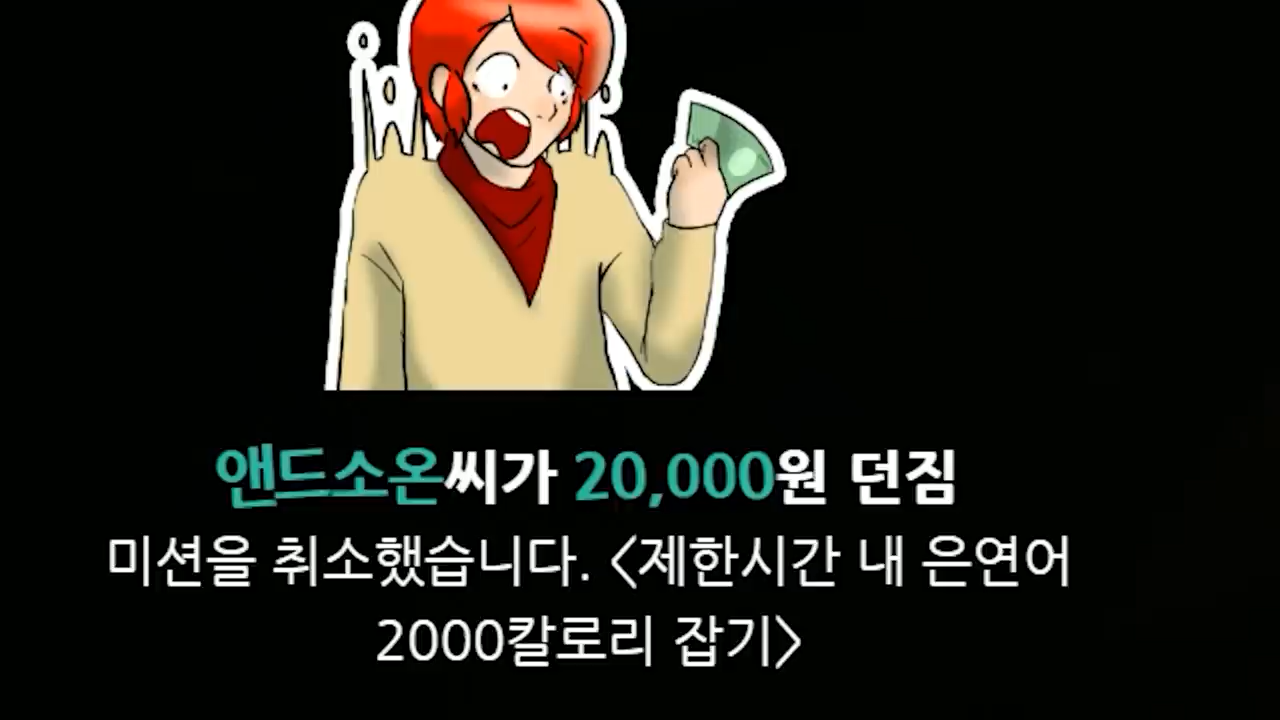 앤드소온씨가 20,000원 던짐
미션을 취소했습니다. <제한시간 내 은연어
2000칼로리 잡기>